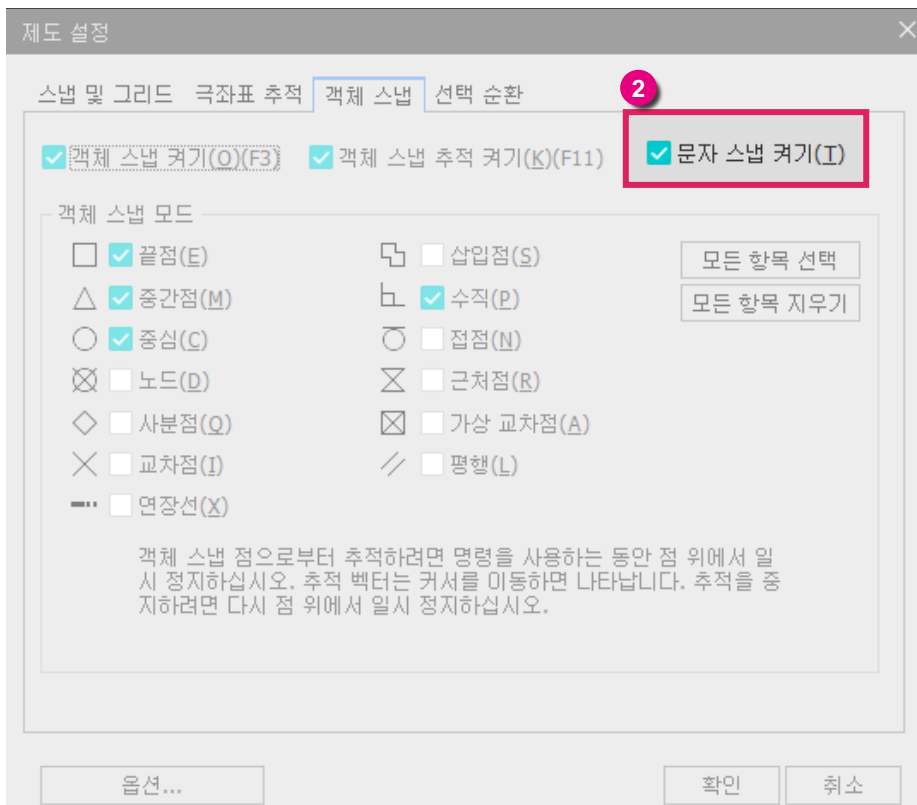 제도 설정
스냅 및 그리드 극좌표 추적 객체 스냅 선택 순환
2
객체 스냅 켜기(O)(F3) 객체 스냅 추적 켜기(K)(F11) 문자 스냅 켜기(T)
객체 스냅 모드
끝점(E) 삽입점(S) 모든 항목 선택
중간점(M) 수직(P) 모든 항목 지우기
중심(C) 접점(N)
노드(D) 근처점(R)
사분점(Q) 가상 교차점(A)
교차점(I) 평행(L)
연장선(X)
객체 스냅 점으로부터 추적하려면 명령을 사용하는 동안 점 위에서 일
시 정지하십시오. 추적 벡터는 커서를 이동하면 나타납니다. 추적을 중
지하려면 다시 점 위에서 일시 정지하십시오.
옵션... 확인 취소